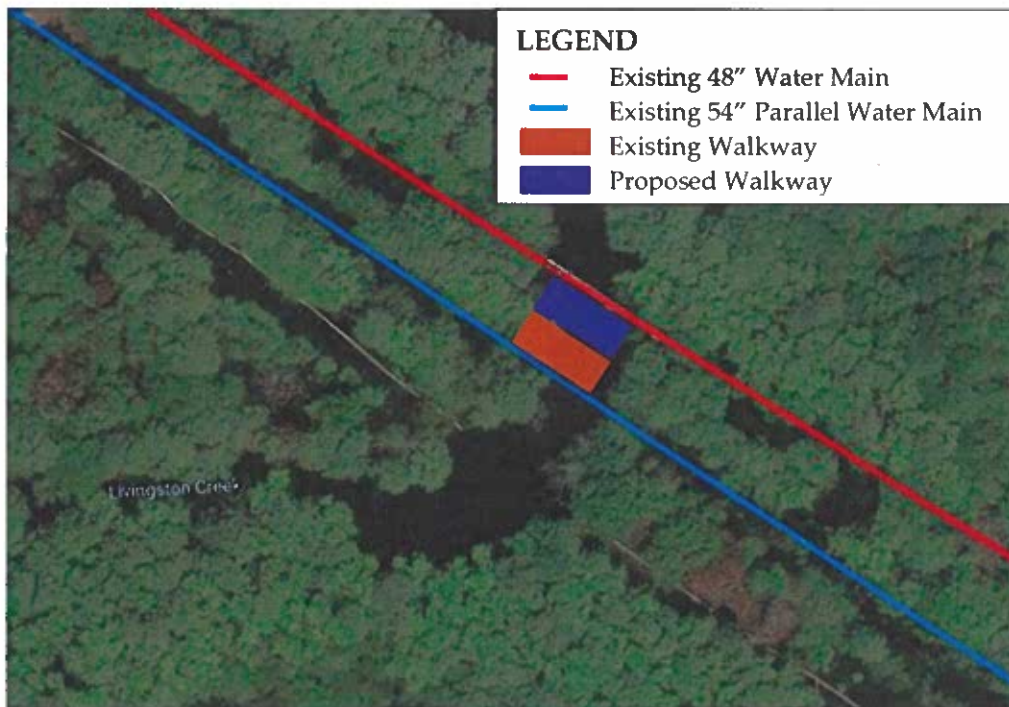 LEGEND
Existing 48” Water Main
Existing 54” Parallel Water Main
Existing Walkway
Proposed Walkway
Livingston Creek